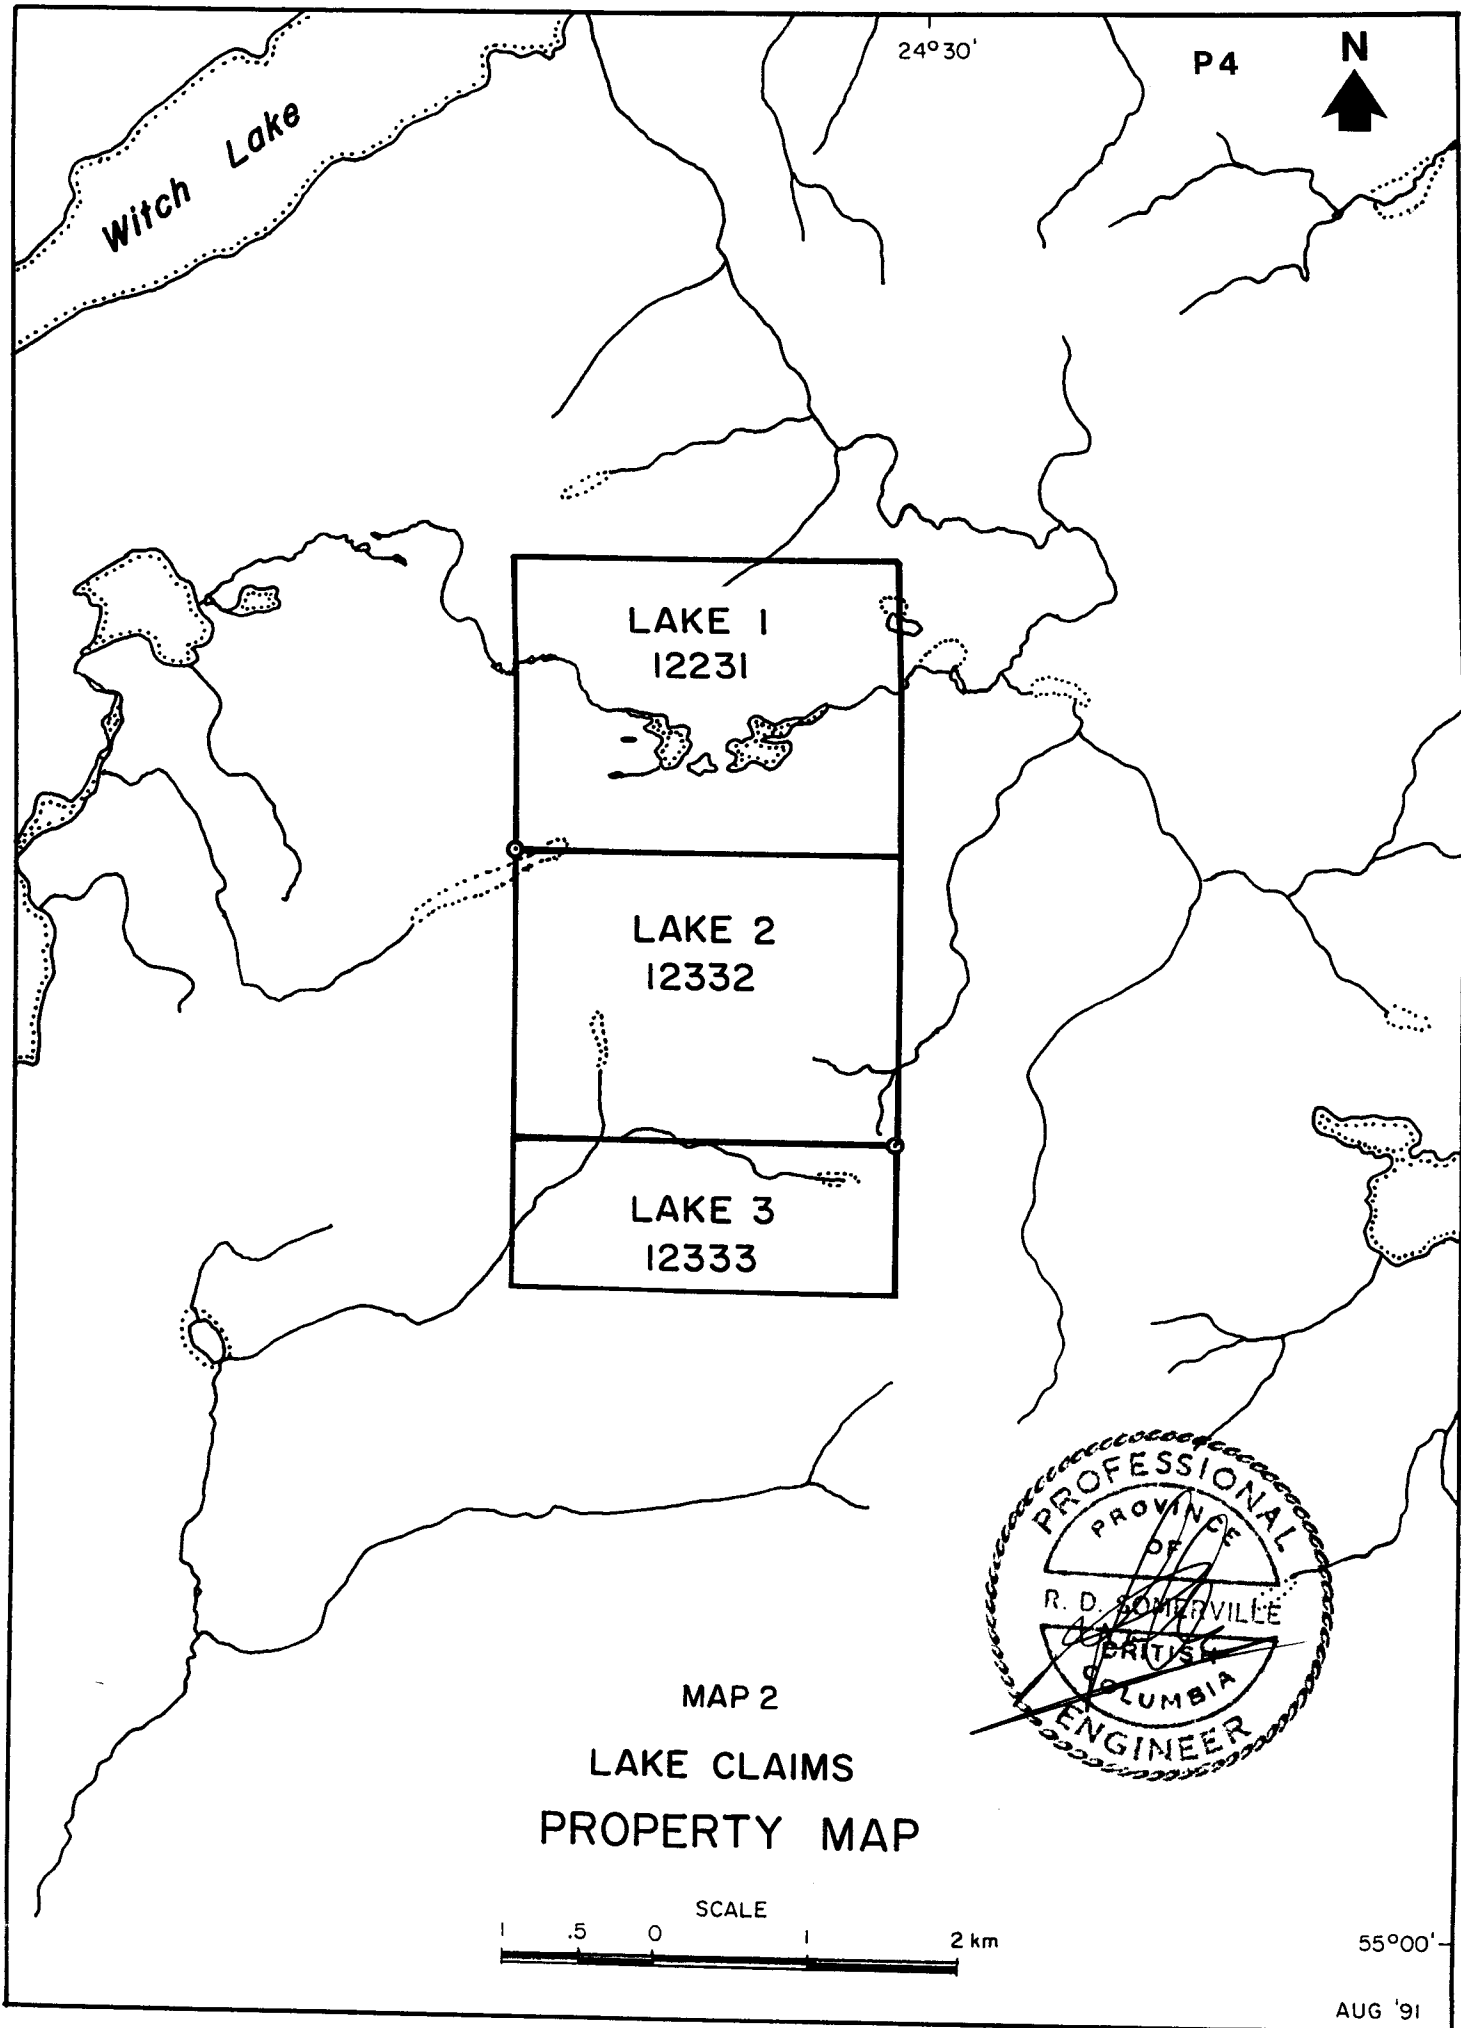 24°30'
P4
N
Witch Lake
LAKE 1
12231
LAKE 2
12332
LAKE 3
12333
PROFESSIONAL
PROVINCE
OF
R. D. SOMERVILLE
BRITISH
COLUMBIA
ENGINEER
MAP 2
LAKE CLAIMS
PROPERTY MAP
SCALE
1 .5 0 1 2 km
55°00'
AUG '91